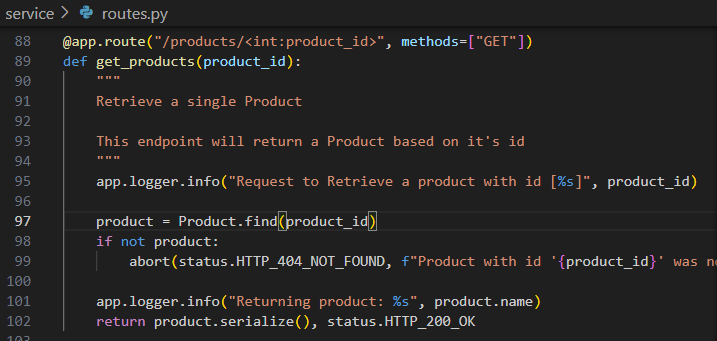 service > routes.py
88 @app.route("/products/<int:product_id>", methods=["GET"])
89 def get_products(product_id):
90     """
91     Retrieve a single Product
92
93     This endpoint will return a Product based on it's id
94     """
95     app.logger.info("Request to Retrieve a product with id [%s]", product_id)
96
97     product = Product.find(product_id)
98     if not product:
99         abort(status.HTTP_404_NOT_FOUND, f"Product with id '{product_id}' was
100
101     app.logger.info("Returning product: %s", product.name)
102     return product.serialize(), status.HTTP_200_OK